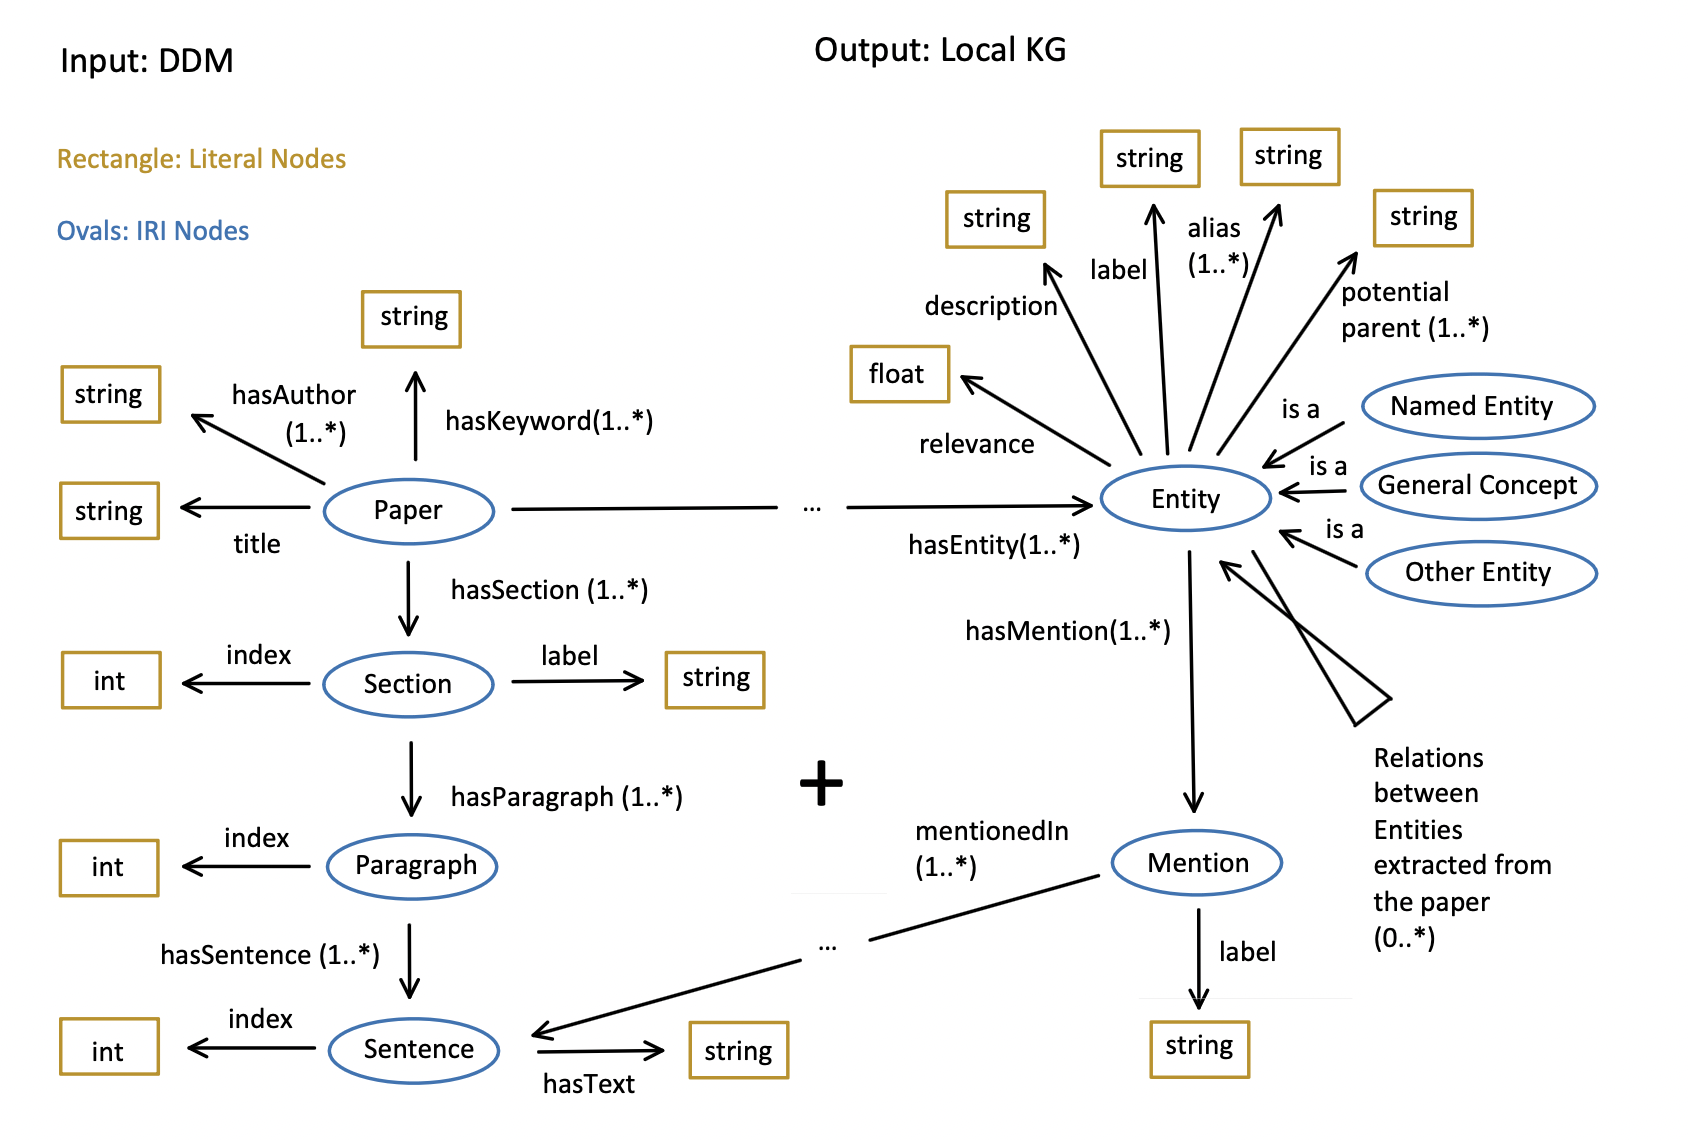 Input: DDM
Output: Local KG
Rectangle: Literal Nodes
Ovals: IRI Nodes
string
string
string
string
alias
(1..*)
label
description
potential
parent (1..*)
float
relevance
is a
Named Entity
is a
General Concept
is a
Other Entity
Entity
string
string
hasAuthor
(1..*)
hasKeyword(1..*)
string
title
Paper
...
hasEntity(1..*)
hasSection (1..*)
hasMention(1..*)
int
index
Section
label
string
hasParagraph (1..*)
+
Relations
between
Entities
extracted from
the paper
(0..*)
int
index
Paragraph
mentionedIn
(1..*)
Mention
...
label
string
hasSentence (1..*)
int
index
Sentence
hasText
string